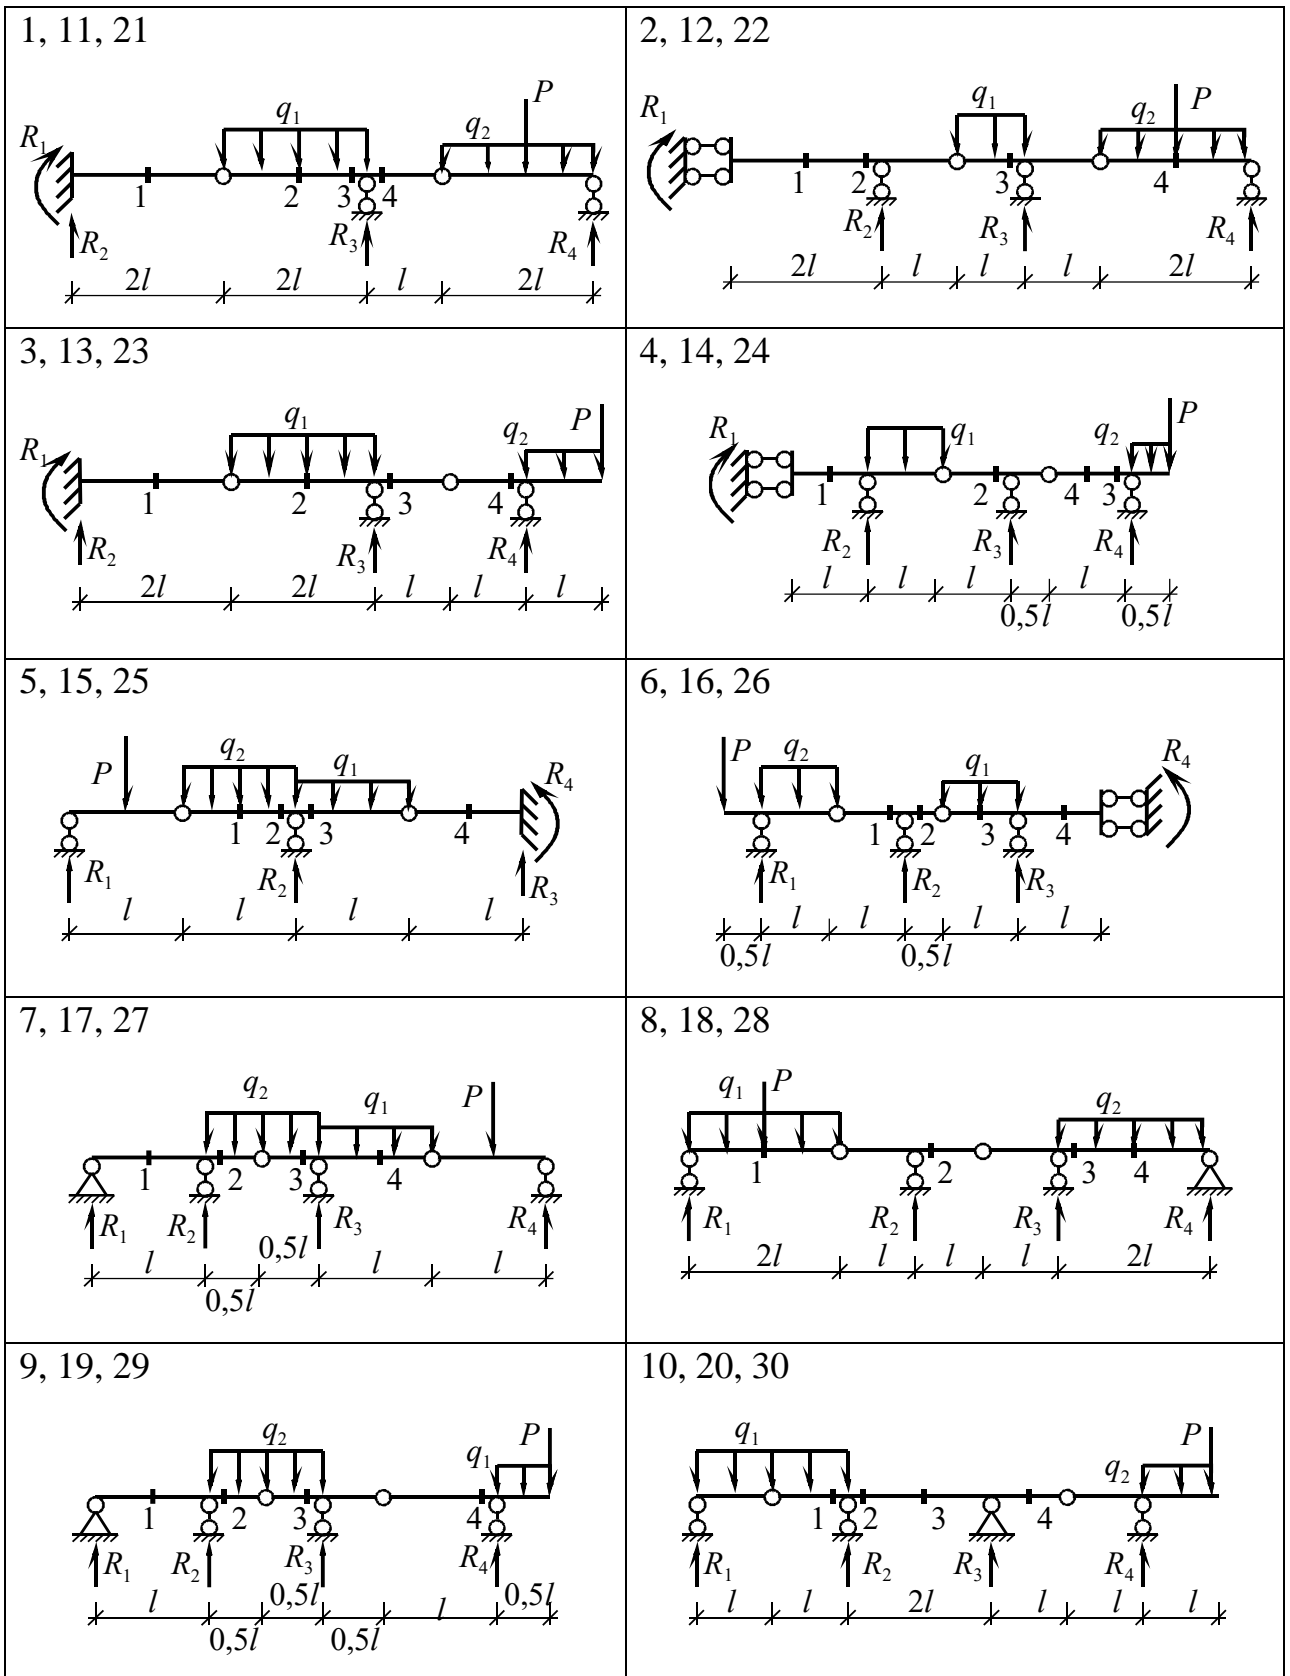 1, 11, 21
P
q1
q2
R1
1
2
3
4
R2
R3
R4
2l
2l
l
2l
2, 12, 22
q1
P
q2
R1
1
2
3
4
R2
R3
R4
2l
l
l
l
2l
3, 13, 23
q1
P
q2
R1
1
2
3
4
R2
R3
R4
2l
2l
l
l
l
4, 14, 24
P
R1
q1
q2
1
2
4
3
R2
R3
R4
l
l
l
l
0,5l
0,5l
5, 15, 25
P
q2
q1
R4
1
2
3
4
R1
R2
R3
l
l
l
l
6, 16, 26
P
q2
q1
R4
1
2
3
4
R1
R2
R3
l
l
l
l
0,5l
0,5l
7, 17, 27
q2
q1
P
1
2
3
4
R1
R2
R3
R4
l
0,5l
l
l
0,5l
8, 18, 28
q1
P
q2
1
2
3
4
R1
R2
R3
R4
2l
l
l
l
2l
9, 19, 29
q2
q1
P
1
2
3
4
R1
R2
R3
R4
l
0,5l
l
0,5l
0,5l
0,5l
10, 20, 30
q1
P
q2
1
2
3
4
R1
R2
R3
R4
l
l
2l
l
l
l